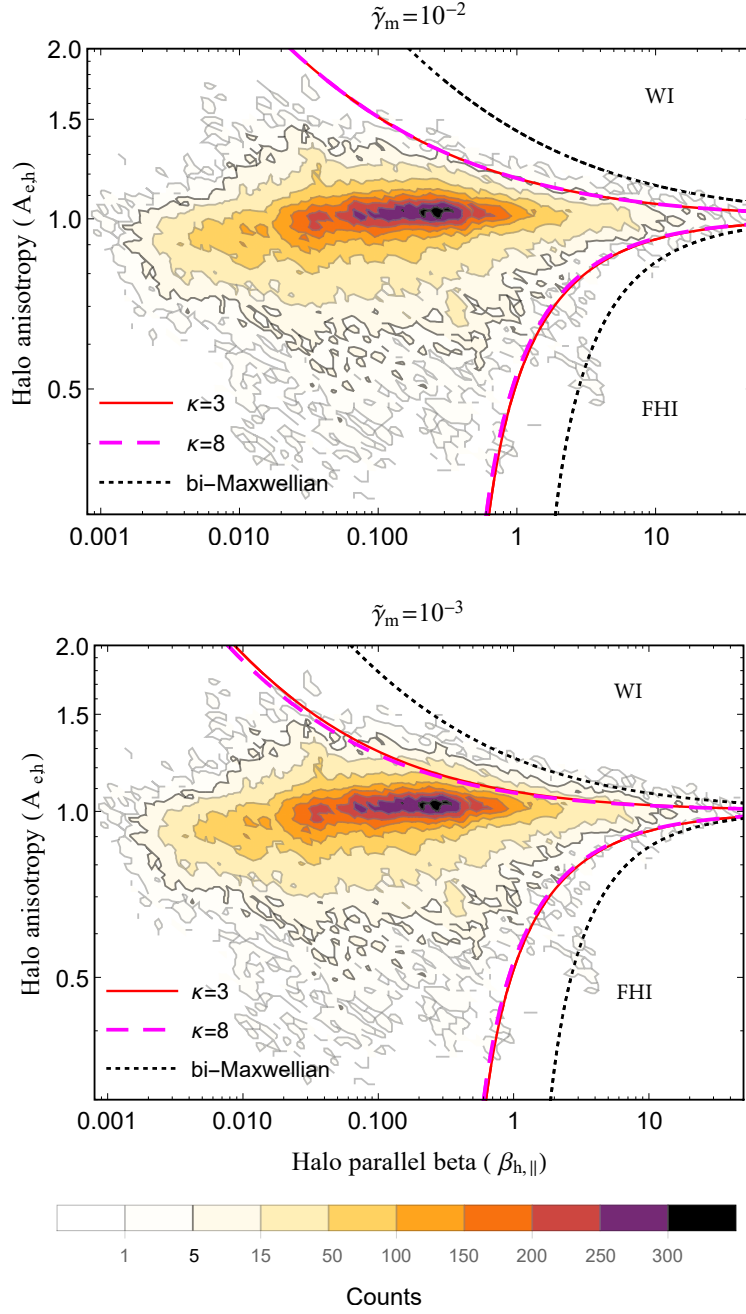 γ̃m=10⁻²
2.0
1.5
1.0
0.5
Halo anisotropy ( A e,h )
WI
FHI
κ=3
κ=8
bi−Maxwellian
0.001 0.010 0.100 1 10
γ̃m=10⁻³
2.0
1.5
1.0
0.5
Halo anisotropy ( A e,h )
WI
FHI
κ=3
κ=8
bi−Maxwellian
0.001 0.010 0.100 1 10
Halo parallel beta ( βh,∥)
1 5 15 50 100 150 200 250 300
Counts